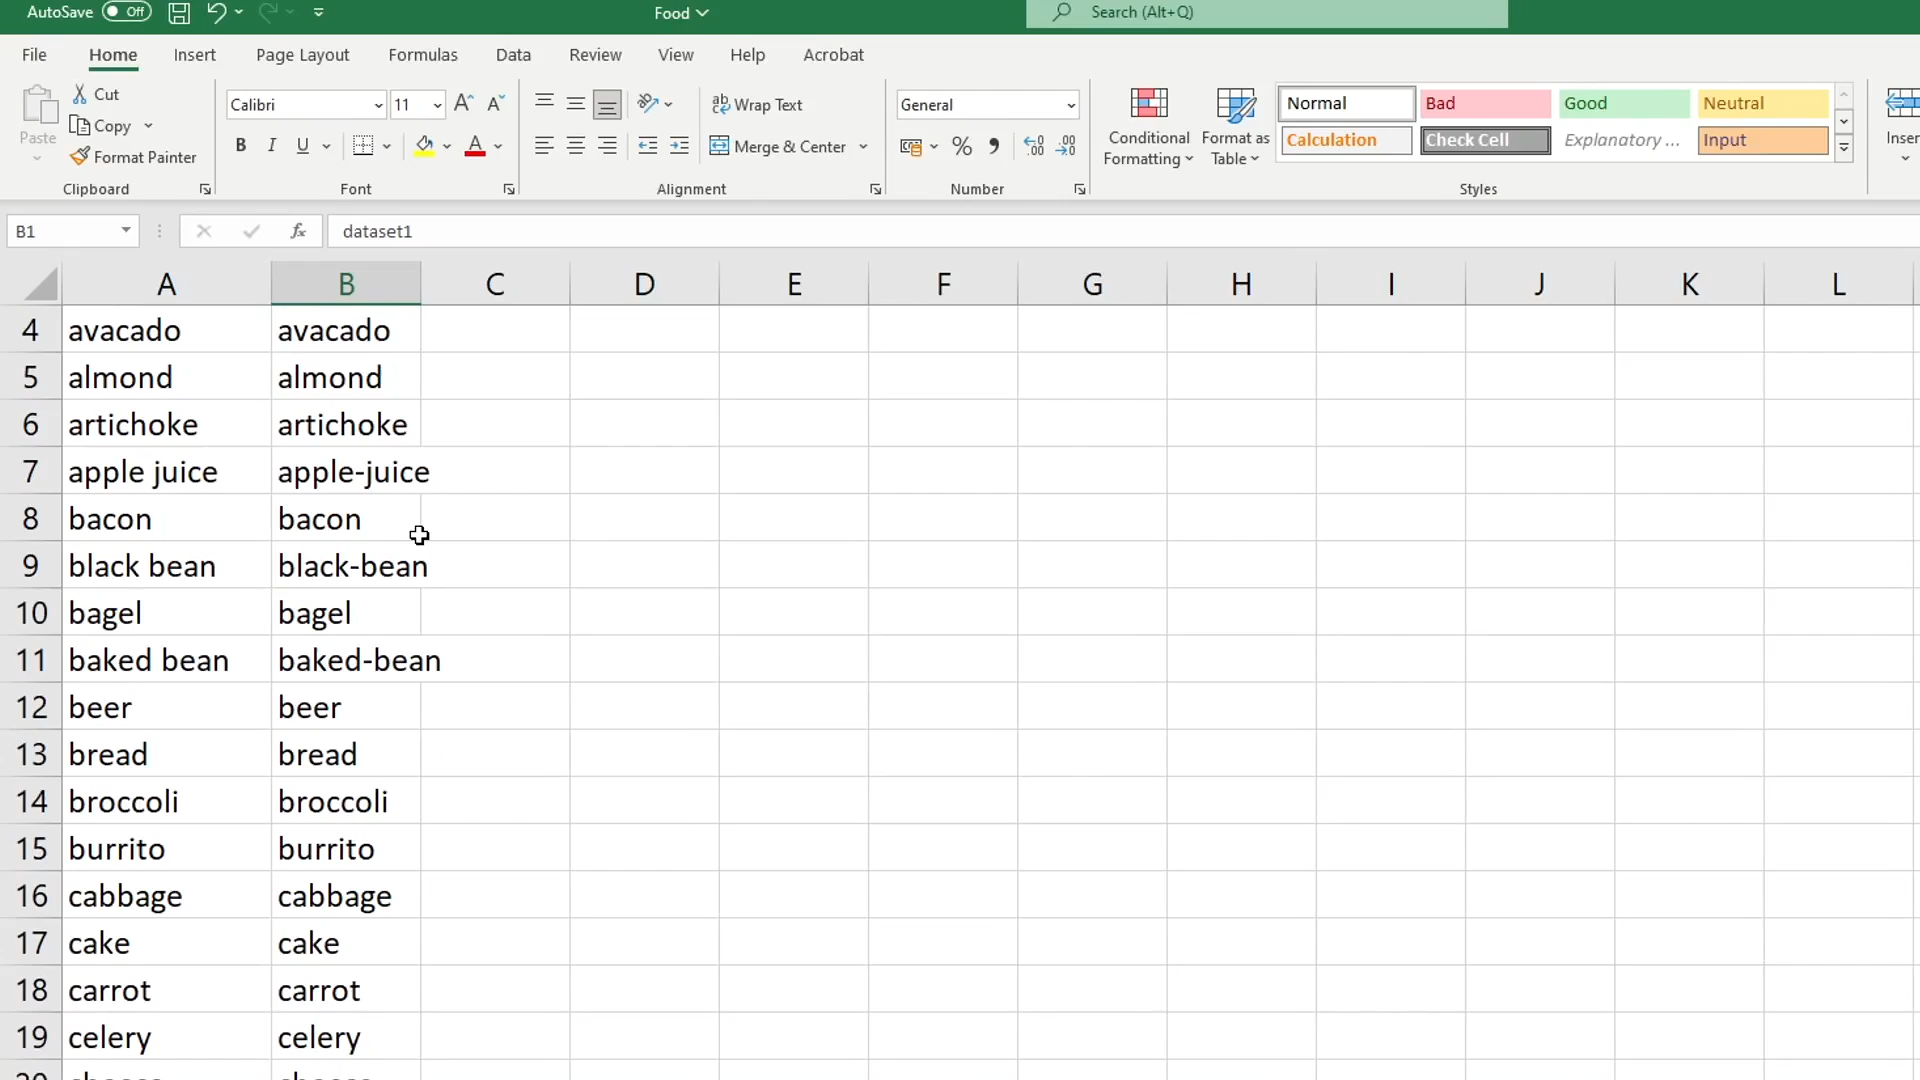 AutoSave Off Food Search (Alt+Q)
File Home Insert Page Layout Formulas Data Review View Help Acrobat
Paste
Cut
Copy
Format Painter
Clipboard
Calibri 11 A A
B I U A
Font
ab Wrap Text
Merge & Center
Alignment
General
% 9 .00 .00
Number
Conditional Formatting
Format as Table
Normal Bad Good Neutral
Calculation Check Cell Explanatory ... Input
Styles
B1 fx dataset1
A B C D E F G H I J K L
4 avacado avacado
5 almond almond
6 artichoke artichoke
7 apple juice apple-juice
8 bacon bacon
9 black bean black-bean
10 bagel bagel
11 baked bean baked-bean
12 beer beer
13 bread bread
14 broccoli broccoli
15 burrito burrito
16 cabbage cabbage
17 cake cake
18 carrot carrot
19 celery celery